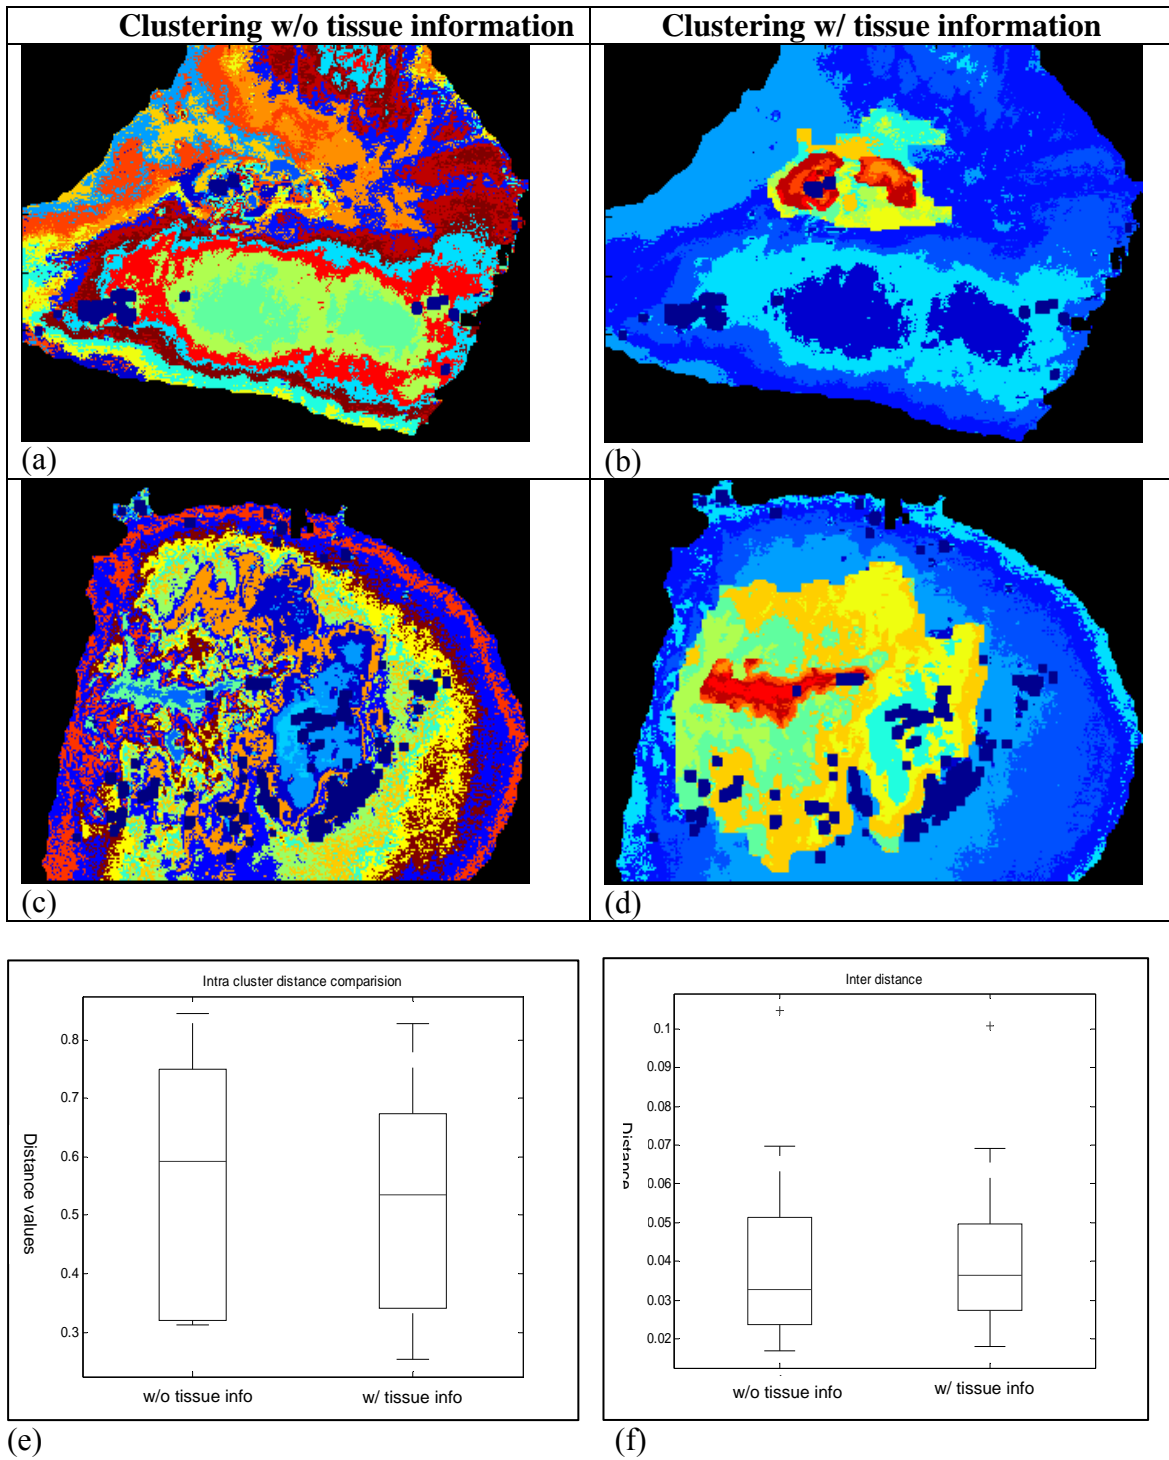 Clustering w/o tissue information
Clustering w/ tissue information
(a)
(b)
(c)
(d)
Intra cluster distance comparision
Distance values
0.8
0.7
0.6
0.5
0.4
0.3
w/o tissue info
w/ tissue info
(e)
Inter distance
Distance
0.1
0.09
0.08
0.07
0.06
0.05
0.04
0.03
0.02
w/o tissue info
w/ tissue info
(f)